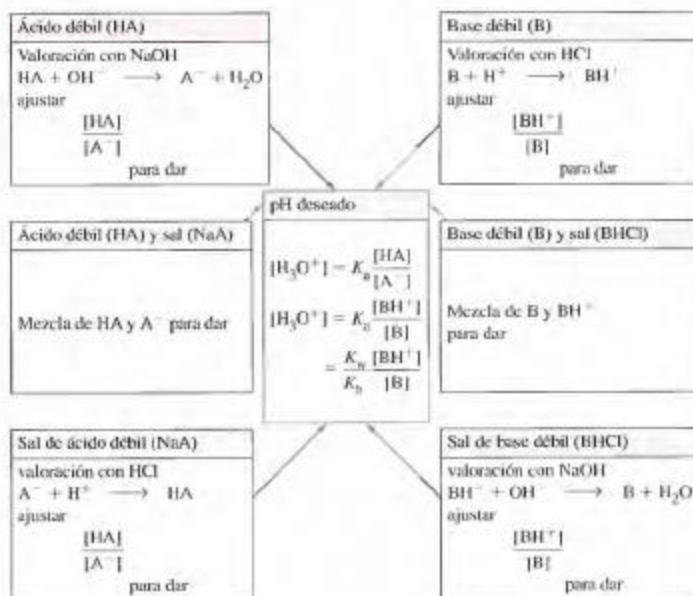 Ácido débil (HA)
Valoración con NaOH
HA + OH⁻ ⟶ A⁻ + H₂O
ajustar
[HA]
[A⁻]
para dar
Base débil (B)
Valoración con HCl
B + H⁺ ⟶ BH⁺
ajustar
[BH⁺]
[B]
para dar
Ácido débil (HA) y sal (NaA)
Mezcla de HA y A⁻ para dar
pH deseado
[H₃O⁺] = Kₐ [HA]/[A⁻]
[H₃O⁺] = Kₐ [BH⁺]/[B]
= K_w/K_b [BH⁺]/[B]
Base débil (B) y sal (BHCl)
Mezcla de B y BH⁺
para dar
Sal de ácido débil (NaA)
valoración con HCl
A⁻ + H⁺ ⟶ HA
ajustar
[HA]
[A⁻]
para dar
Sal de base débil (BHCl)
valoración con NaOH
BH⁺ + OH⁻ ⟶ B + H₂O
ajustar
[BH⁺]
[B]
para dar